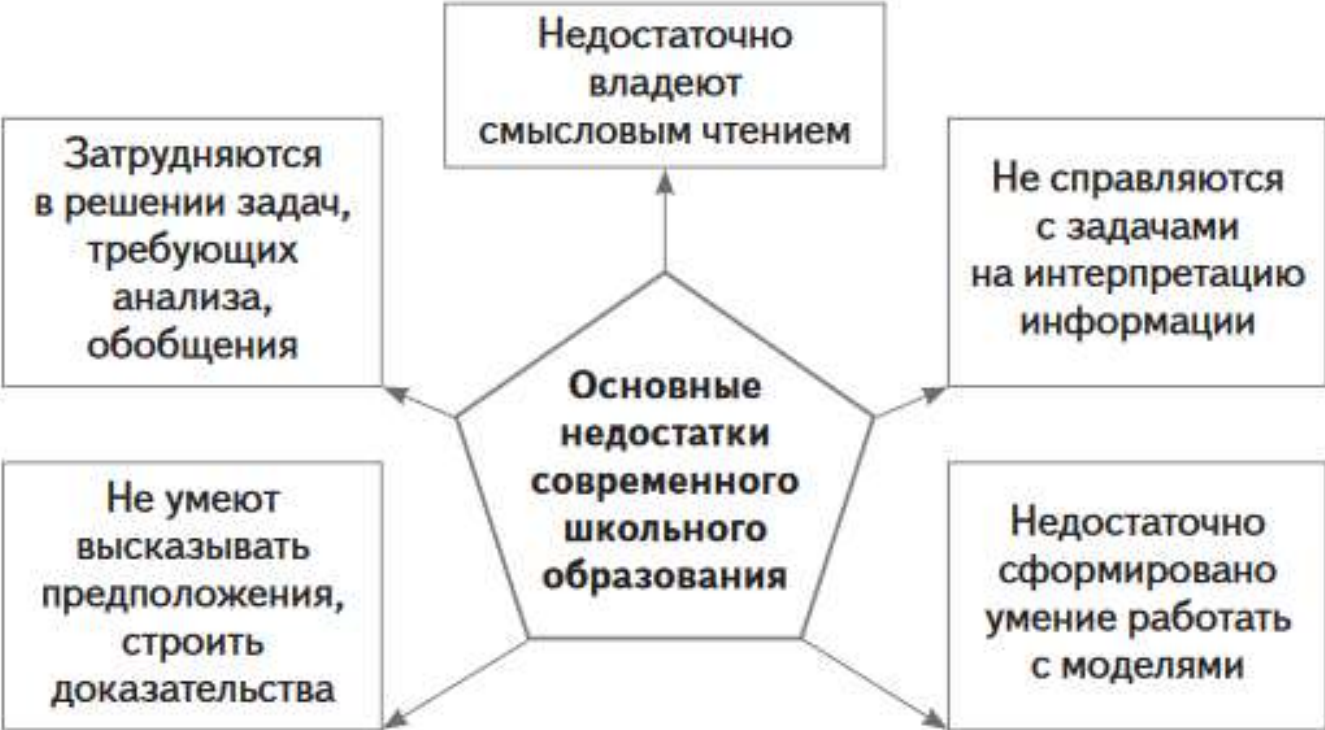 Недостаточно
владеют
смысловым чтением
Затрудняются
в решении задач,
требующих
анализа,
обобщения
Не справляются
с задачами
на интерпретацию
информации
Основные
недостатки
современного
школьного
образования
Не умеют
высказывать
предположения,
строить
доказательства
Недостаточно
сформировано
умение работать
с моделями